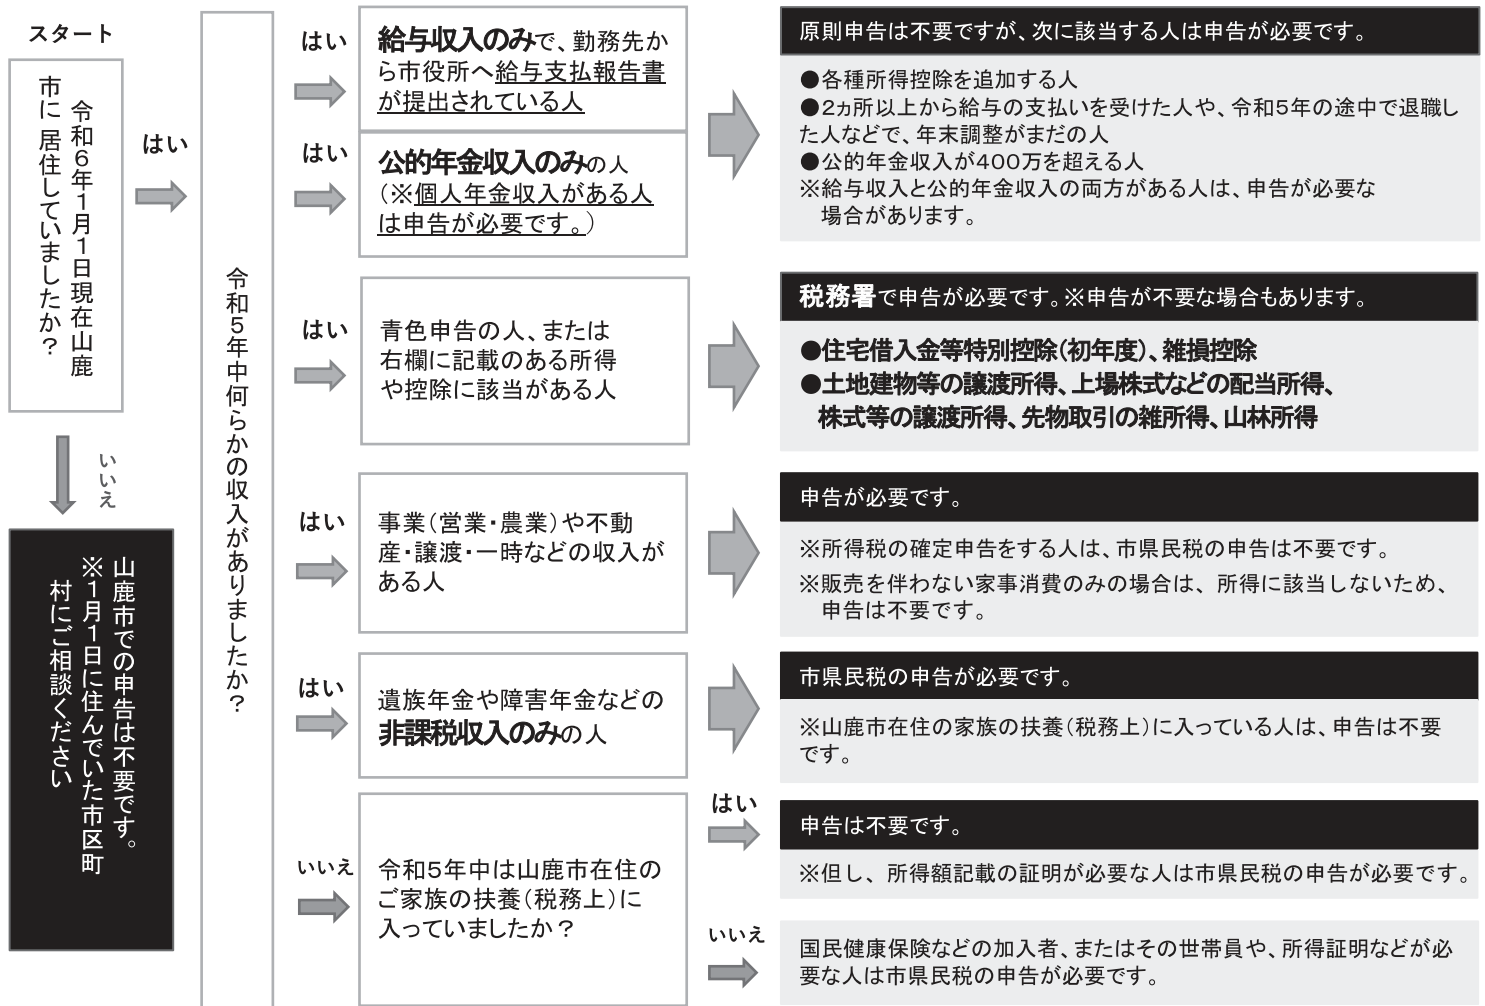 スタート
令和6年1月1日現在山鹿
市に居住していましたか？
はい
いいえ
山鹿市での申告は不要です。
※1月1日に住んでいた市区町
村にご相談ください
令和5年中何らかの収入がありましたか？
はい
給与収入のみで、勤務先か
ら市役所へ給与支払報告書
が提出されている人
はい
公的年金収入のみの人
（※個人年金収入がある人
は申告が必要です。）
原則申告は不要ですが、次に該当する人は申告が必要です。
●各種所得控除を追加する人
●2ヵ所以上から給与の支払いを受けた人や、令和5年の途中で退職し
た人などで、年末調整がまだの人
●公的年金収入が400万を超える人
※給与収入と公的年金収入の両方がある人は、申告が必要な
場合があります。
はい
青色申告の人、または
右欄に記載のある所得
や控除に該当がある人
税務署で申告が必要です。※申告が不要な場合もあります。
●住宅借入金等特別控除（初年度）、雑損控除
●土地建物等の譲渡所得、上場株式などの配当所得、
株式等の譲渡所得、先物取引の雑所得、山林所得
はい
事業（営業・農業）や不動
産・譲渡・一時などの収入が
ある人
申告が必要です。
※所得税の確定申告をする人は、市県民税の申告は不要です。
※販売を伴わない家事消費のみの場合は、所得に該当しないため、
申告は不要です。
はい
遺族年金や障害年金などの
非課税収入のみの人
市県民税の申告が必要です。
※山鹿市在住の家族の扶養（税務上）に入っている人は、申告は不要
です。
いいえ
令和5年中は山鹿市在住の
ご家族の扶養（税務上）に
入っていましたか？
はい
申告は不要です。
※但し、所得額記載の証明が必要な人は市県民税の申告が必要です。
いいえ
国民健康保険などの加入者、またはその世帯員や、所得証明などが必
要な人は市県民税の申告が必要です。